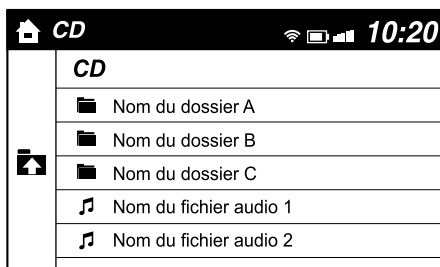 CD 10:20
CD
Nom du dossier A
Nom du dossier B
Nom du dossier C
Nom du fichier audio 1
Nom du fichier audio 2